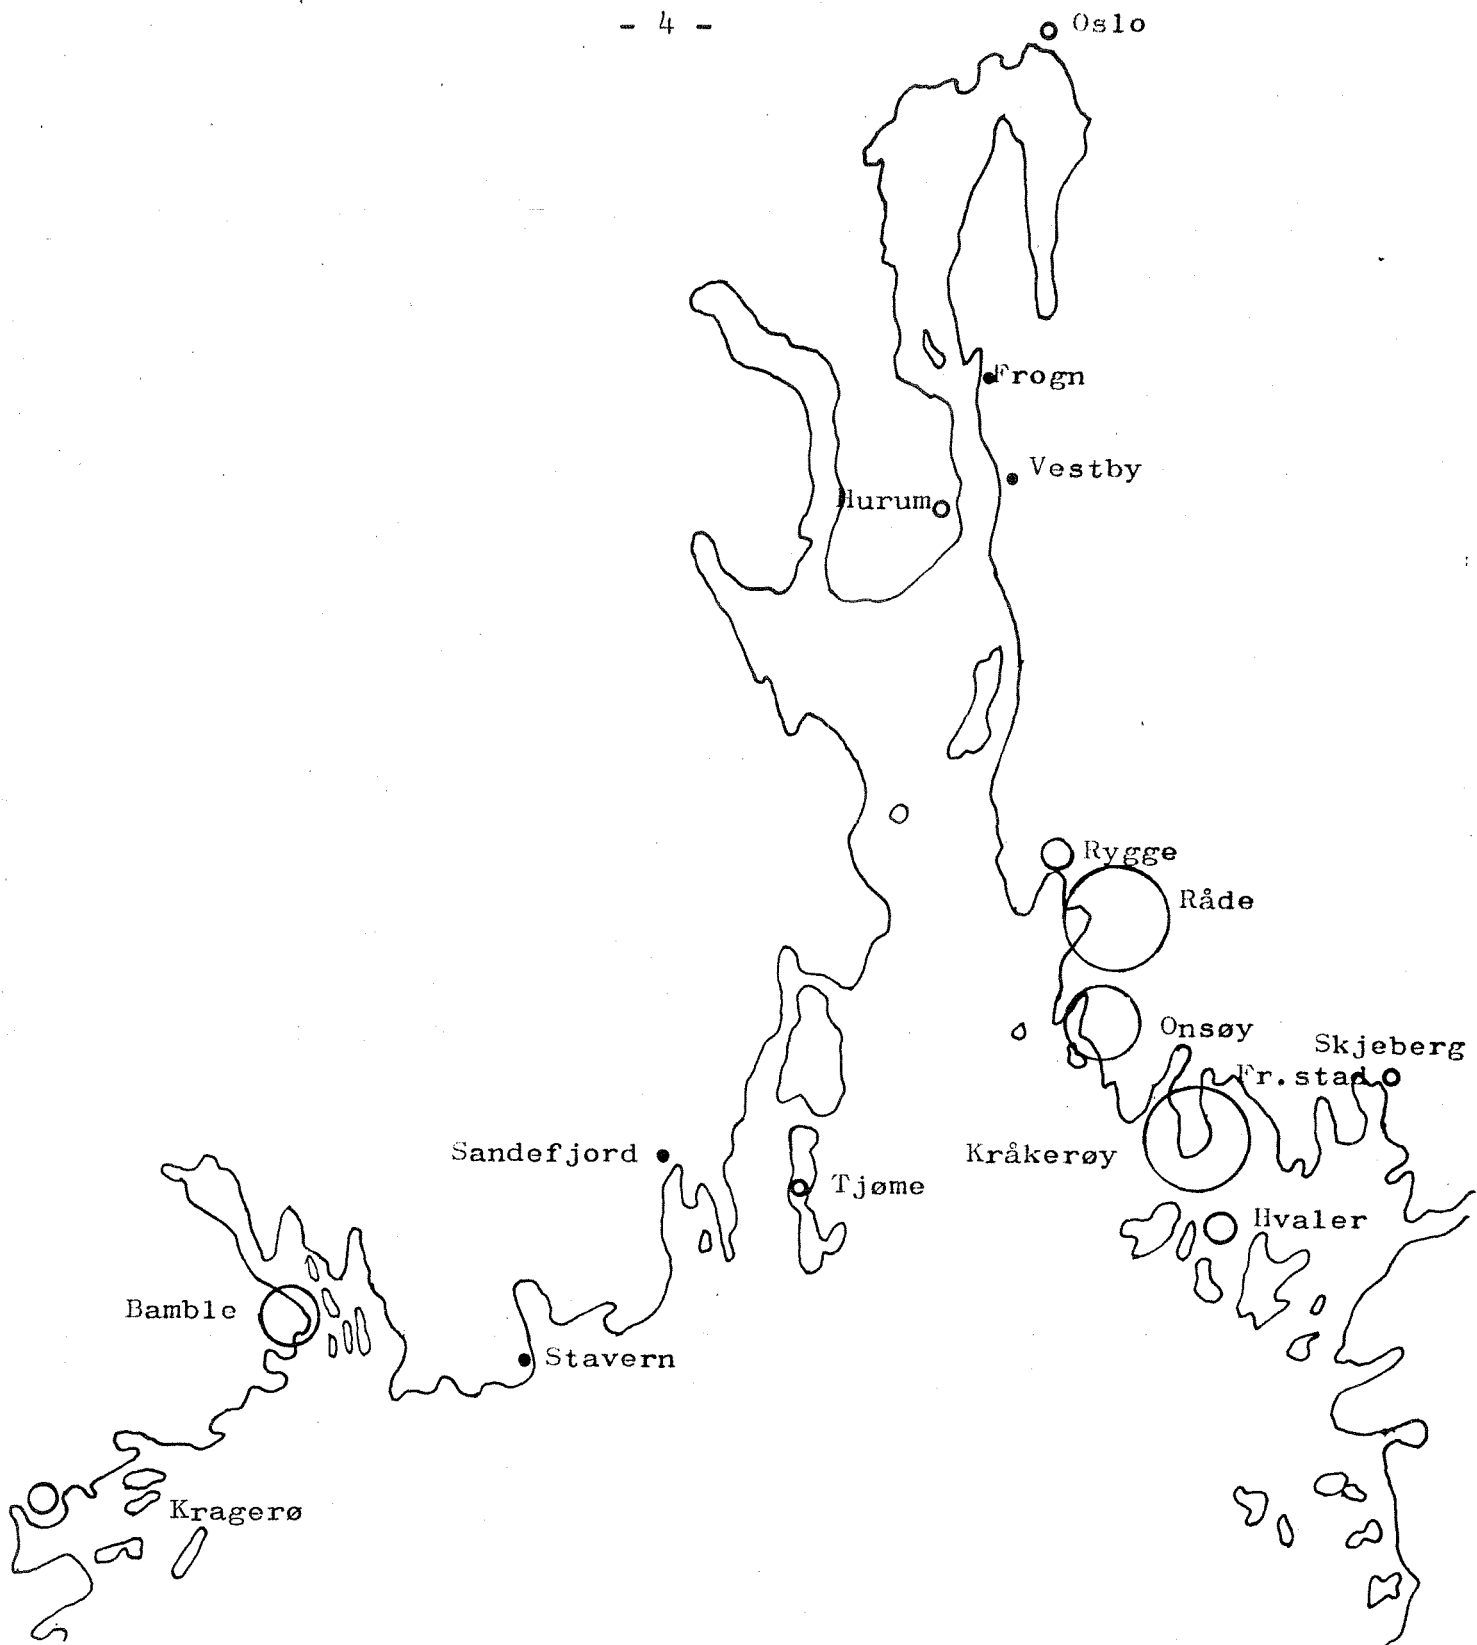 - 4 -
Oslo
Frogn
Vestby
Hurum
Rygge
Råde
Onsøy
Skjeberg
Fr.stad
Sandefjord
Kråkerøy
Tjøme
Hvaler
Bamble
Stavern
Kragerø